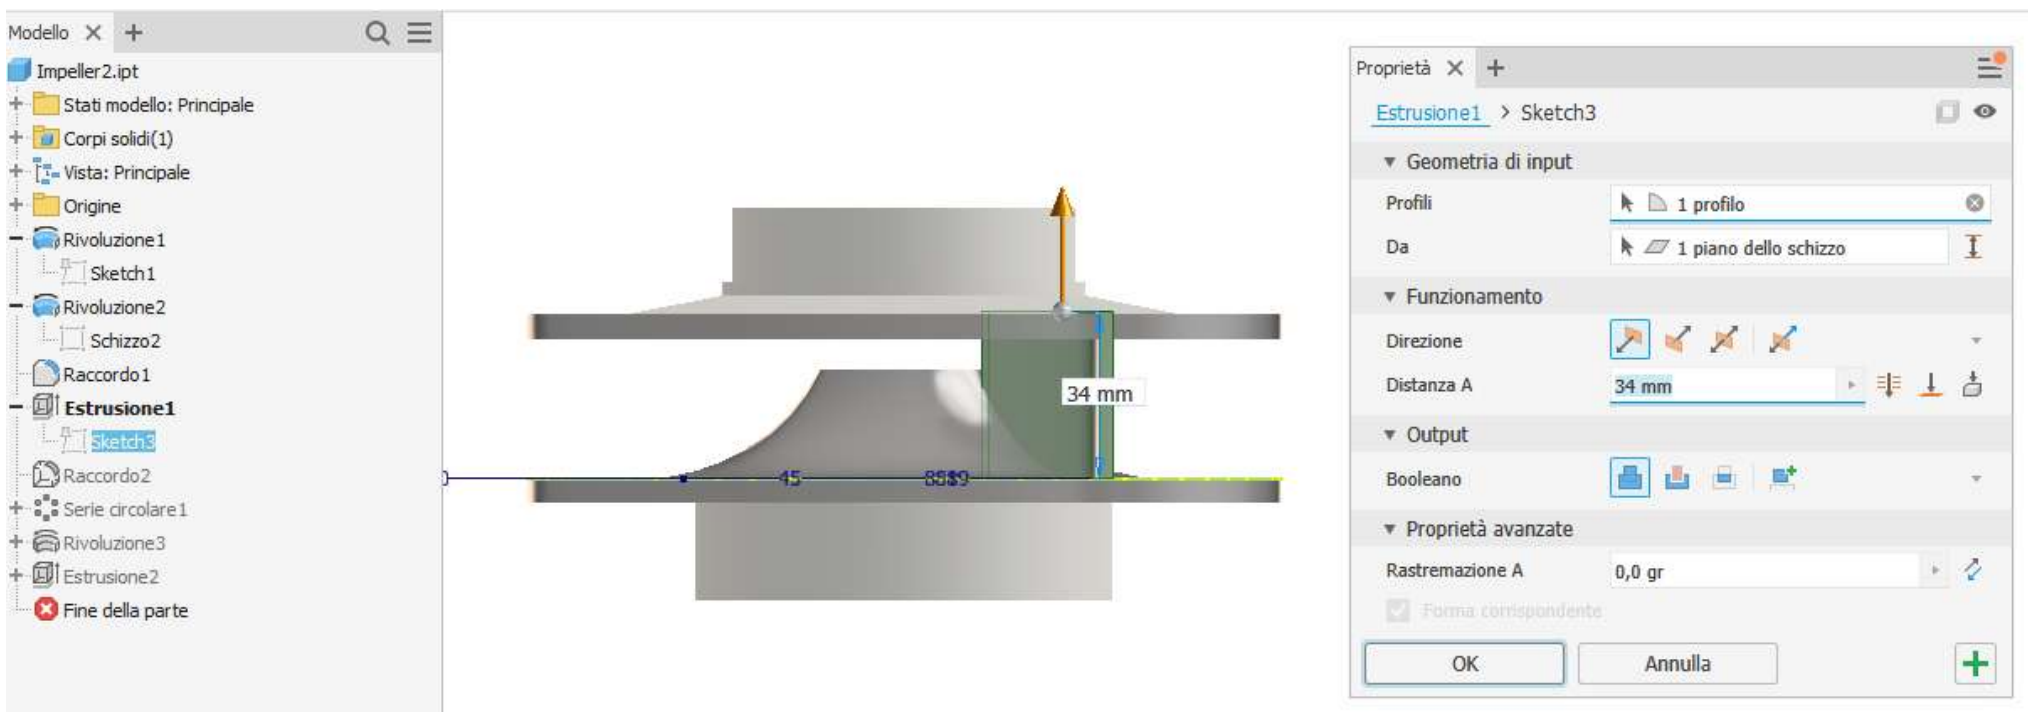 Modello
Impeller2.ipt
Stati modello: Principale
Corpi solidi(1)
Vista: Principale
Origine
Rivoluzione1
Sketch1
Rivoluzione2
Schizzo2
Raccordo1
Estrusione1
Sketch3
Raccordo2
Serie circolare1
Rivoluzione3
Estrusione2
Fine della parte
34 mm
45
Proprietà
Estrusione1 > Sketch3
Geometria di input
Profili 1 profilo
Da 1 piano dello schizzo
Funzionamento
Direzione
Distanza A 34 mm
Output
Booleano
Proprietà avanzate
Rastremazione A 0,0 gr
Forma corrispondente
OK Annulla